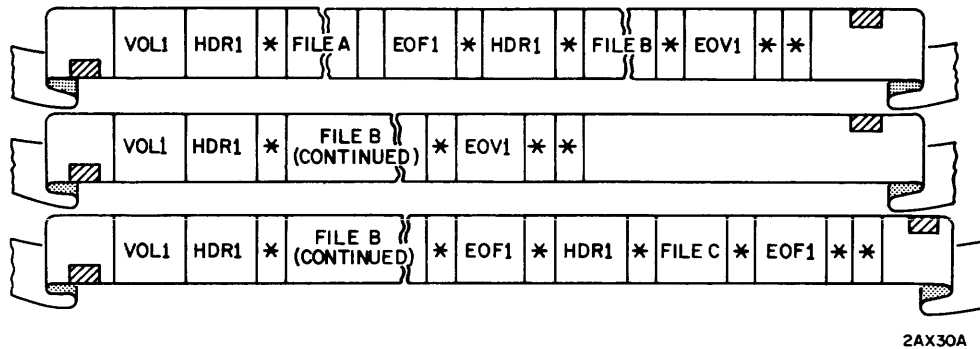 VOL1 HDR1 * FILE A EOF1 * HDR1 * FILE B * EOV1 * *
VOL1 HDR1 * FILE B (CONTINUED) * EOV1 * *
VOL1 HDR1 * FILE B (CONTINUED) * EOF1 * HDR1 * FILE C * EOF1 * *
2AX30A